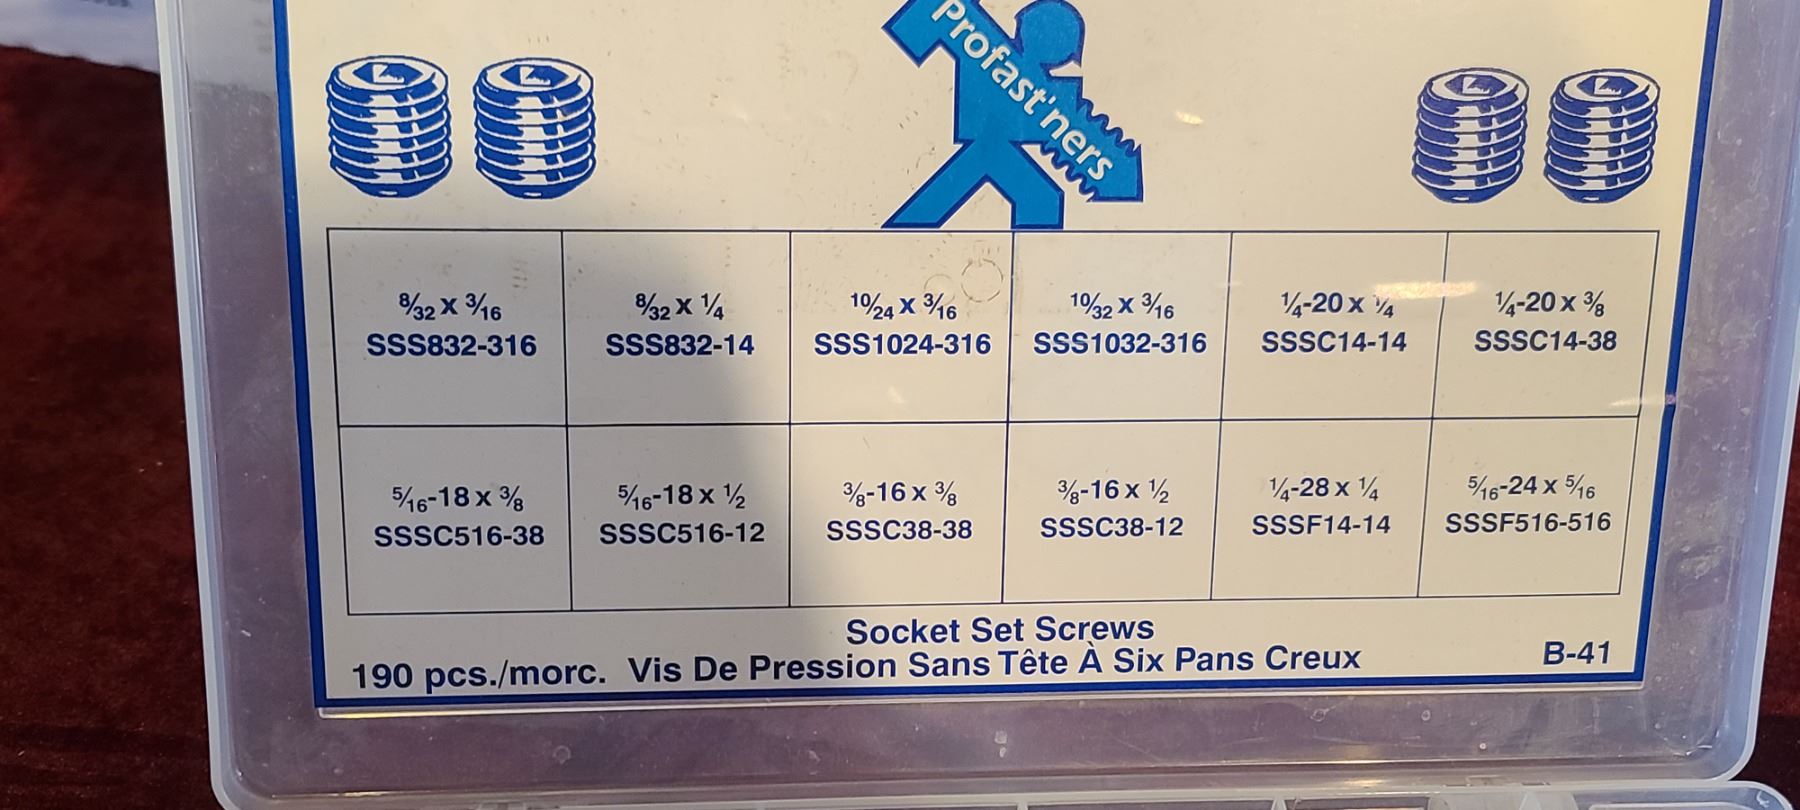 Profast'ners
8/32 x 3/16
SSS832-316
8/32 x 1/4
SSS832-14
10/24 x 3/16
SSS1024-316
10/32 x 3/16
SSS1032-316
1/4-20 x 1/4
SSSC14-14
1/4-20 x 3/8
SSSC14-38
5/16-18 x 3/8
SSSC516-38
5/16-18 x 1/2
SSSC516-12
3/8-16 x 3/8
SSSC38-38
3/8-16 x 1/2
SSSC38-12
1/4-28 x 1/4
SSSF14-14
5/16-24 x 5/16
SSSF516-516
Socket Set Screws
190 pcs./morc. Vis De Pression Sans Tête À Six Pans Creux
B-41